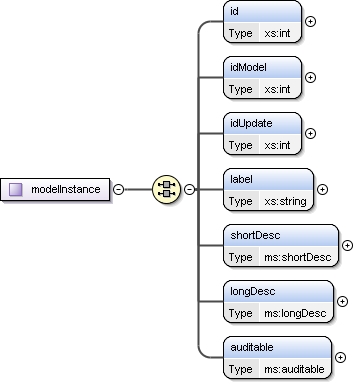 id
Type xs:int
idModel
Type xs:int
idUpdate
Type xs:int
label
Type xs:string
modelInstance
shortDesc
Type ms:shortDesc
longDesc
Type ms:longDesc
auditable
Type ms:auditable